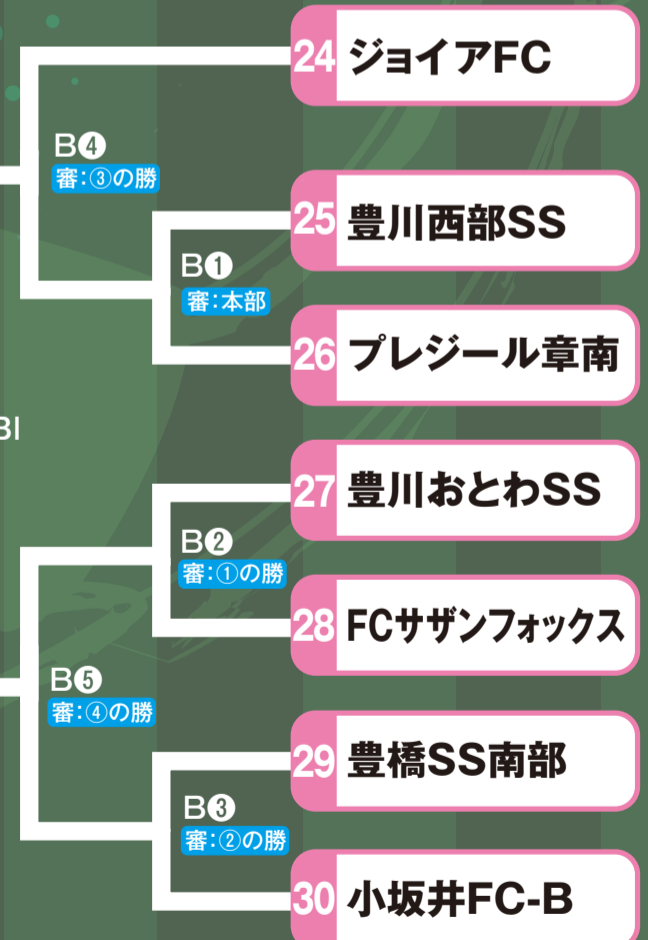 24 ジョイアFC
B❹
審:③の勝
25 豊川西部SS
B❶
審:本部
26 プレジール章南
BI
27 豊川おとわSS
B❷
審:①の勝
28 FCサザンフォックス
B❺
審:④の勝
29 豊橋SS南部
B❸
審:②の勝
30 小坂井FC-B